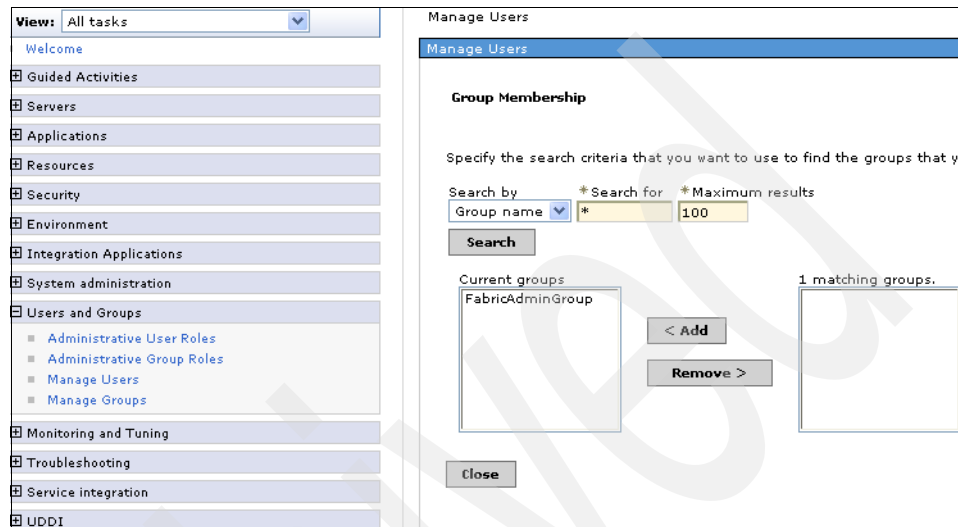 View: All tasks
Welcome
Guided Activities
Servers
Applications
Resources
Security
Environment
Integration Applications
System administration
Users and Groups
Administrative User Roles
Administrative Group Roles
Manage Users
Manage Groups
Monitoring and Tuning
Troubleshooting
Service integration
UDDI
Manage Users
Manage Users
Group Membership
Specify the search criteria that you want to use to find the groups that y
Search by *Search for *Maximum results
Group name * 100
Search
Current groups 1 matching groups.
FabricAdminGroup
< Add
Remove >
Close